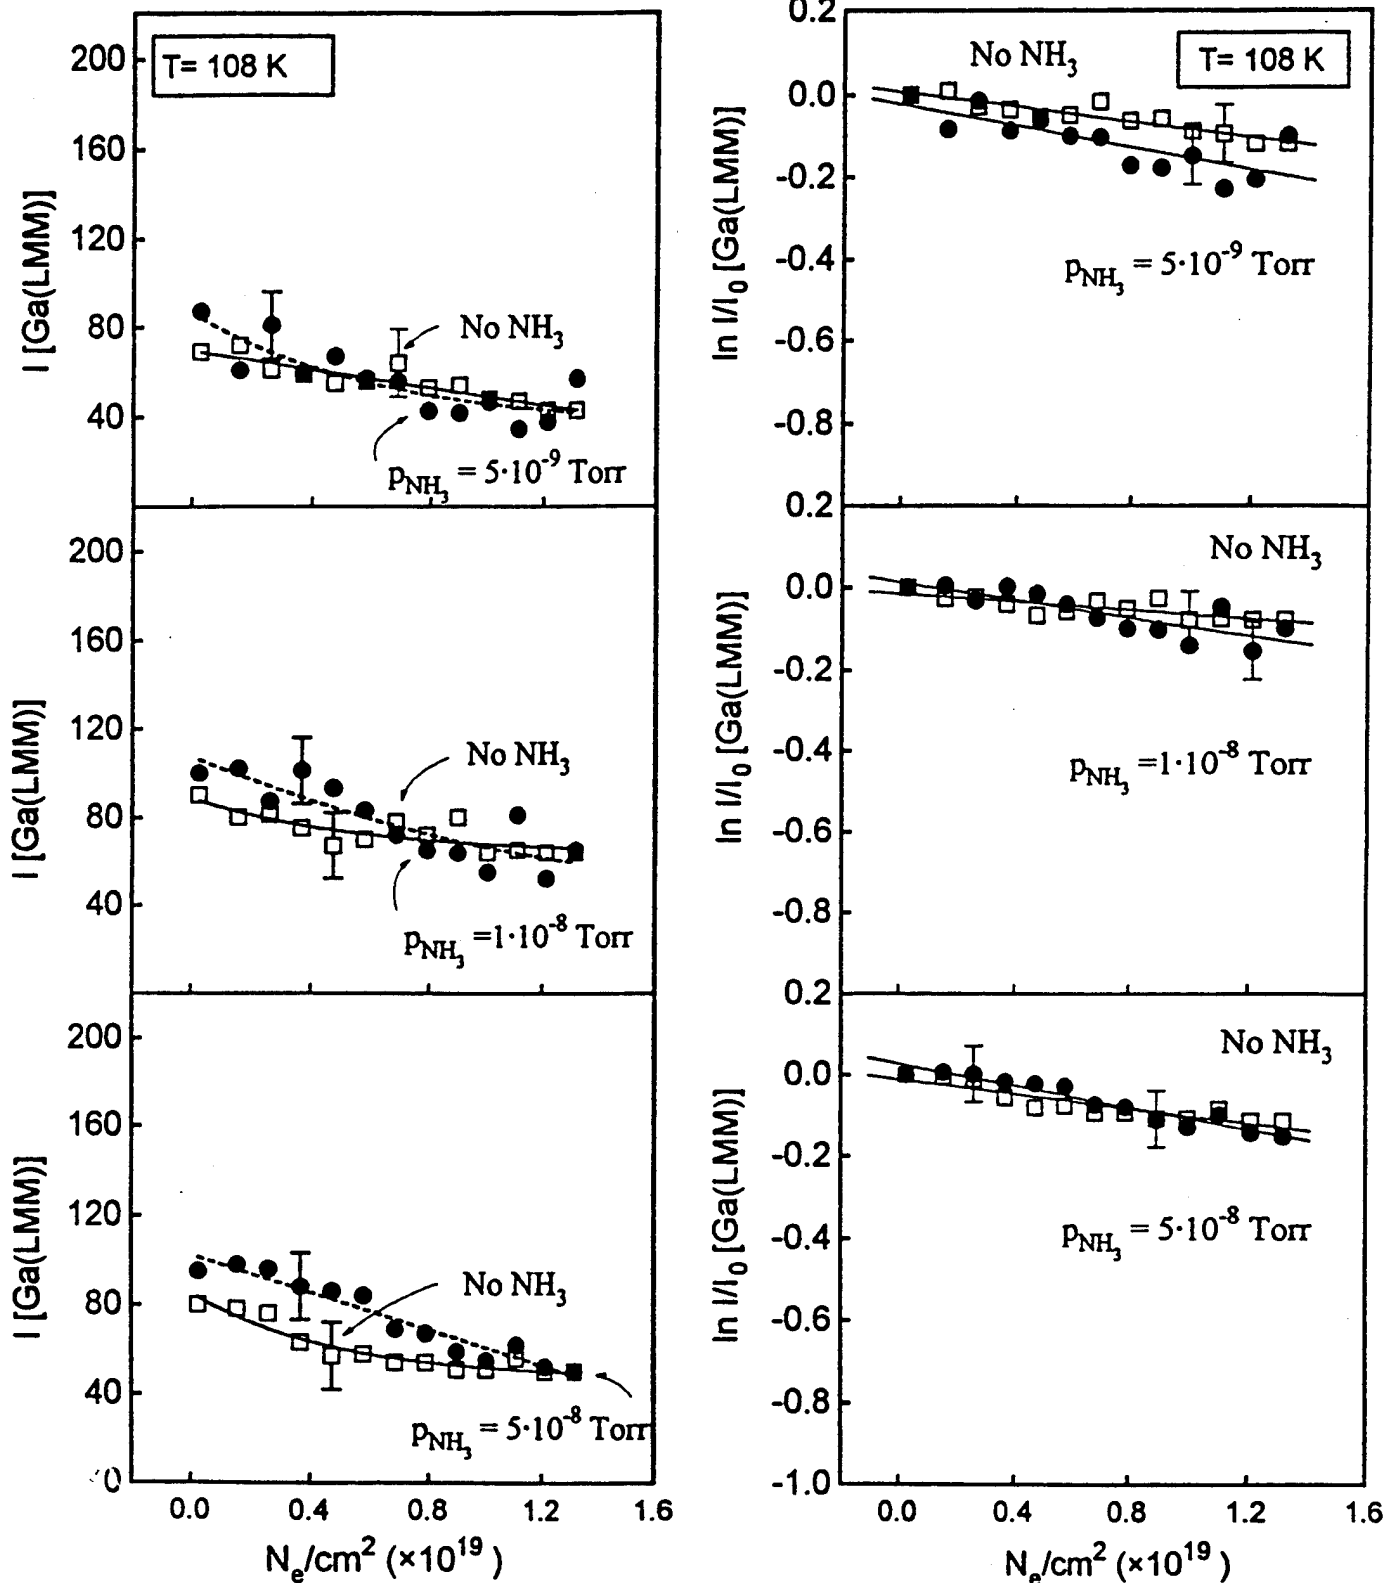 T= 108 K
200
160
120
80
40
I [Ga(LMM)]
No NH₃
p_NH₃ = 5·10⁻⁹ Torr
200
160
120
80
40
I [Ga(LMM)]
No NH₃
p_NH₃ =1·10⁻⁸ Torr
200
160
120
80
40
0
I [Ga(LMM)]
No NH₃
p_NH₃ = 5·10⁻⁸ Torr
0.0 0.4 0.8 1.2 1.6
Nₑ/cm² (×10¹⁹)
T= 108 K
0.2
0.0
-0.2
-0.4
-0.6
-0.8
ln I/I₀ [Ga(LMM)]
No NH₃
p_NH₃ = 5·10⁻⁹ Torr
0.2
0.0
-0.2
-0.4
-0.6
-0.8
ln I/I₀ [Ga(LMM)]
No NH₃
p_NH₃ =1·10⁻⁸ Torr
0.2
0.0
-0.2
-0.4
-0.6
-0.8
-1.0
ln I/I₀ [Ga(LMM)]
No NH₃
p_NH₃ = 5·10⁻⁸ Torr
0.0 0.4 0.8 1.2 1.6
Nₑ/cm² (×10¹⁹)